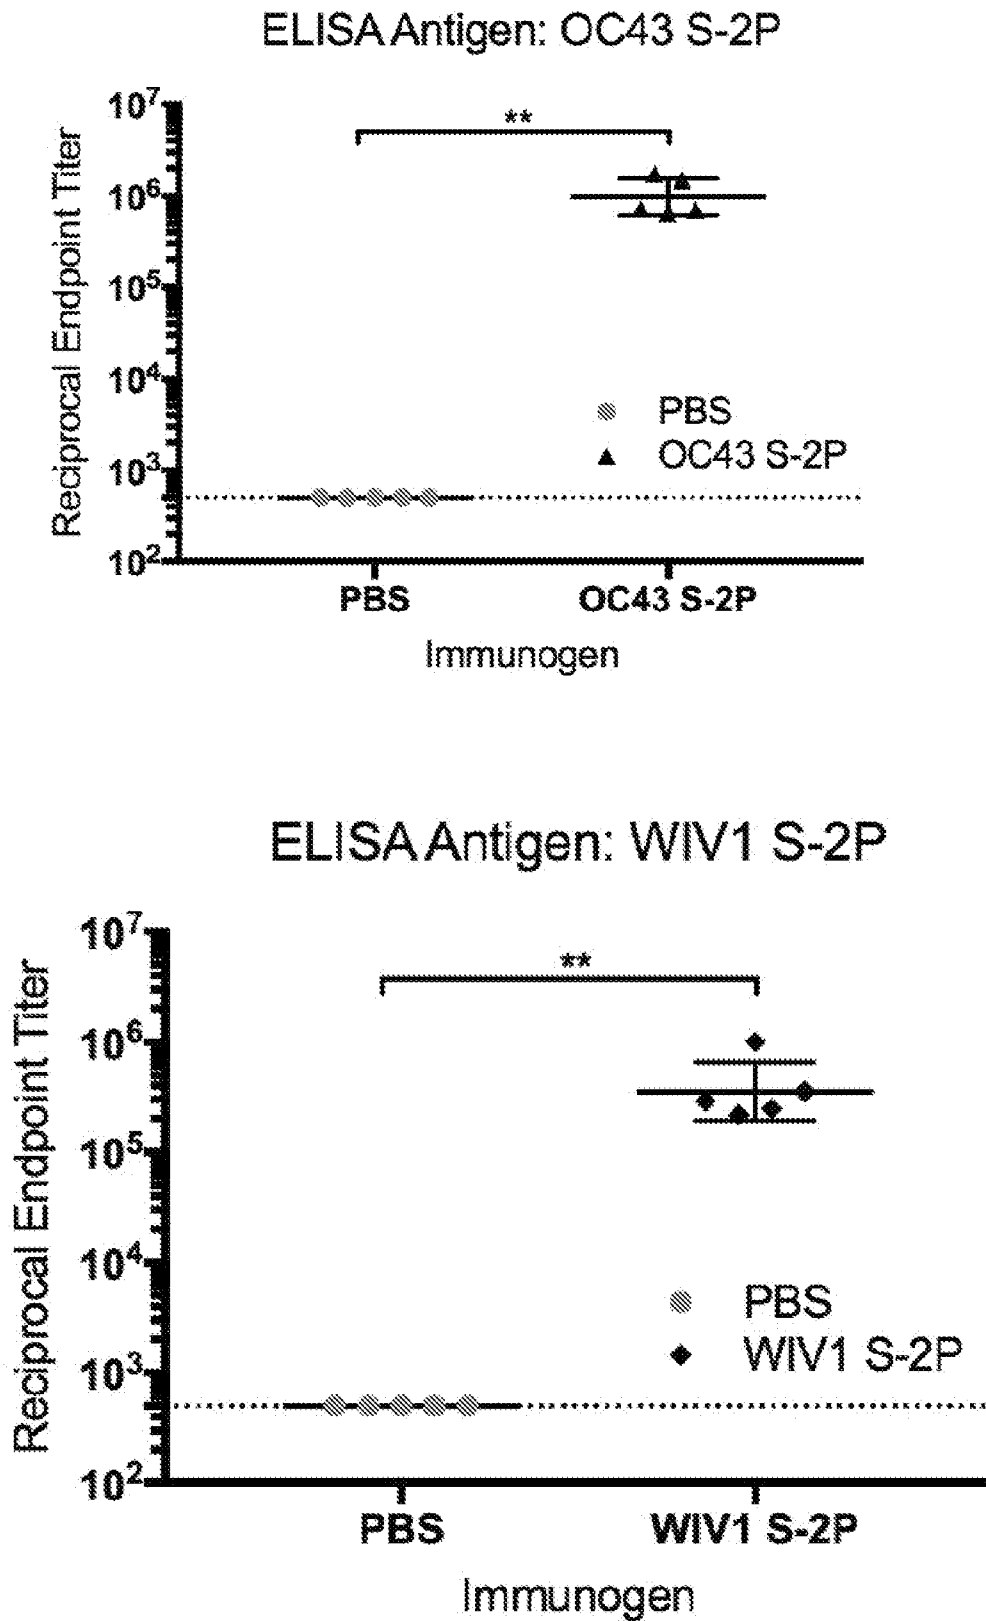 ELISA Antigen: OC43 S-2P
Reciprocal Endpoint Titer
10^7
10^6
10^5
10^4
10^3
10^2
**
PBS
OC43 S-2P
PBS
OC43 S-2P
Immunogen
ELISA Antigen: WIV1 S-2P
Reciprocal Endpoint Titer
10^7
10^6
10^5
10^4
10^3
10^2
**
PBS
WIV1 S-2P
PBS
WIV1 S-2P
Immunogen